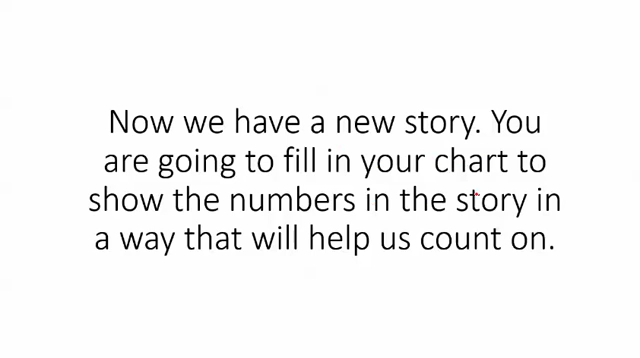 Now we have a new story. You
are going to fill in your chart to
show the numbers in the story in
a way that will help us count on.